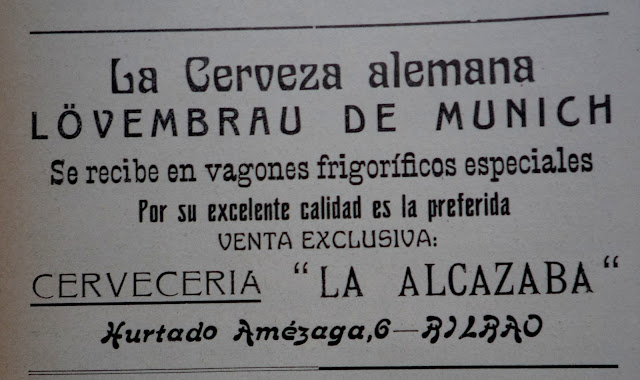 La Cerveza alemana
LÖVEMBRAU DE MUNICH
Se recibe en vagones frigoríficos especiales
Por su excelente calidad es la preferida
VENTA EXCLUSIVA:
CERVECERIA "LA ALCAZABA"
Hurtado Amézaga, 6—BILBAO